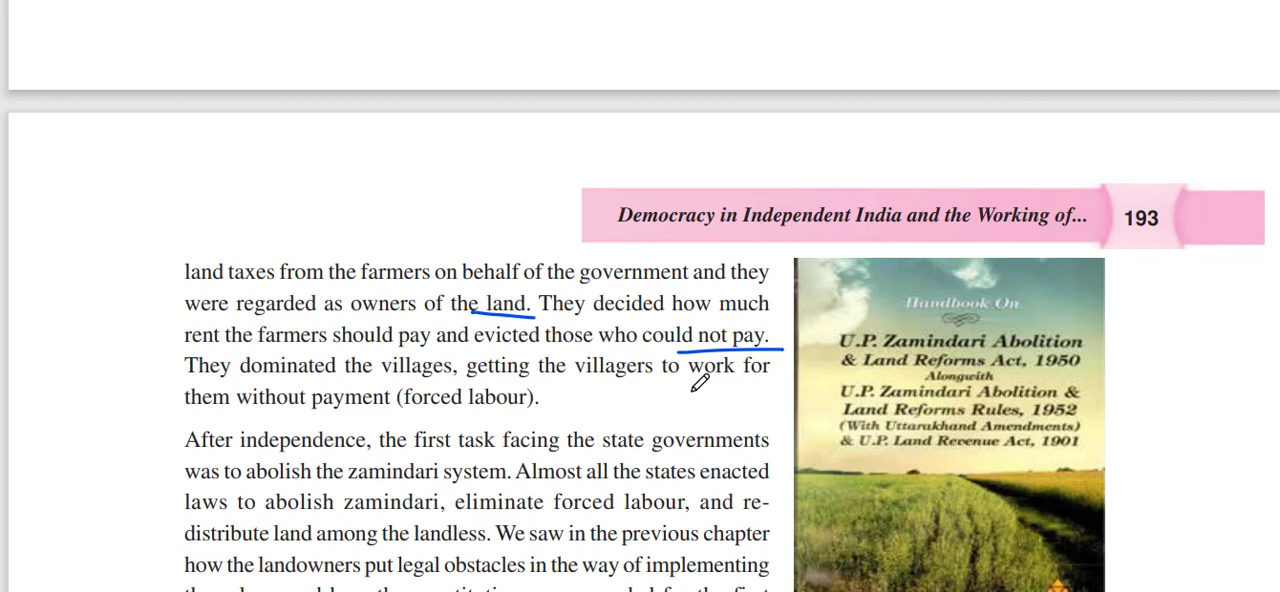 Democracy in Independent India and the Working of... 193
land taxes from the farmers on behalf of the government and they
were regarded as owners of the land. They decided how much
rent the farmers should pay and evicted those who could not pay.
They dominated the villages, getting the villagers to work for
them without payment (forced labour).
After independence, the first task facing the state governments
was to abolish the zamindari system. Almost all the states enacted
laws to abolish zamindari, eliminate forced labour, and re-
distribute land among the landless. We saw in the previous chapter
how the landowners put legal obstacles in the way of implementing
Handbook On
U.P. Zamindari Abolition
& Land Reforms Act, 1950
Alongwith
U.P. Zamindari Abolition &
Land Reforms Rules, 1952
(With Uttarakhand Amendments)
& U.P. Land Revenue Act, 1901